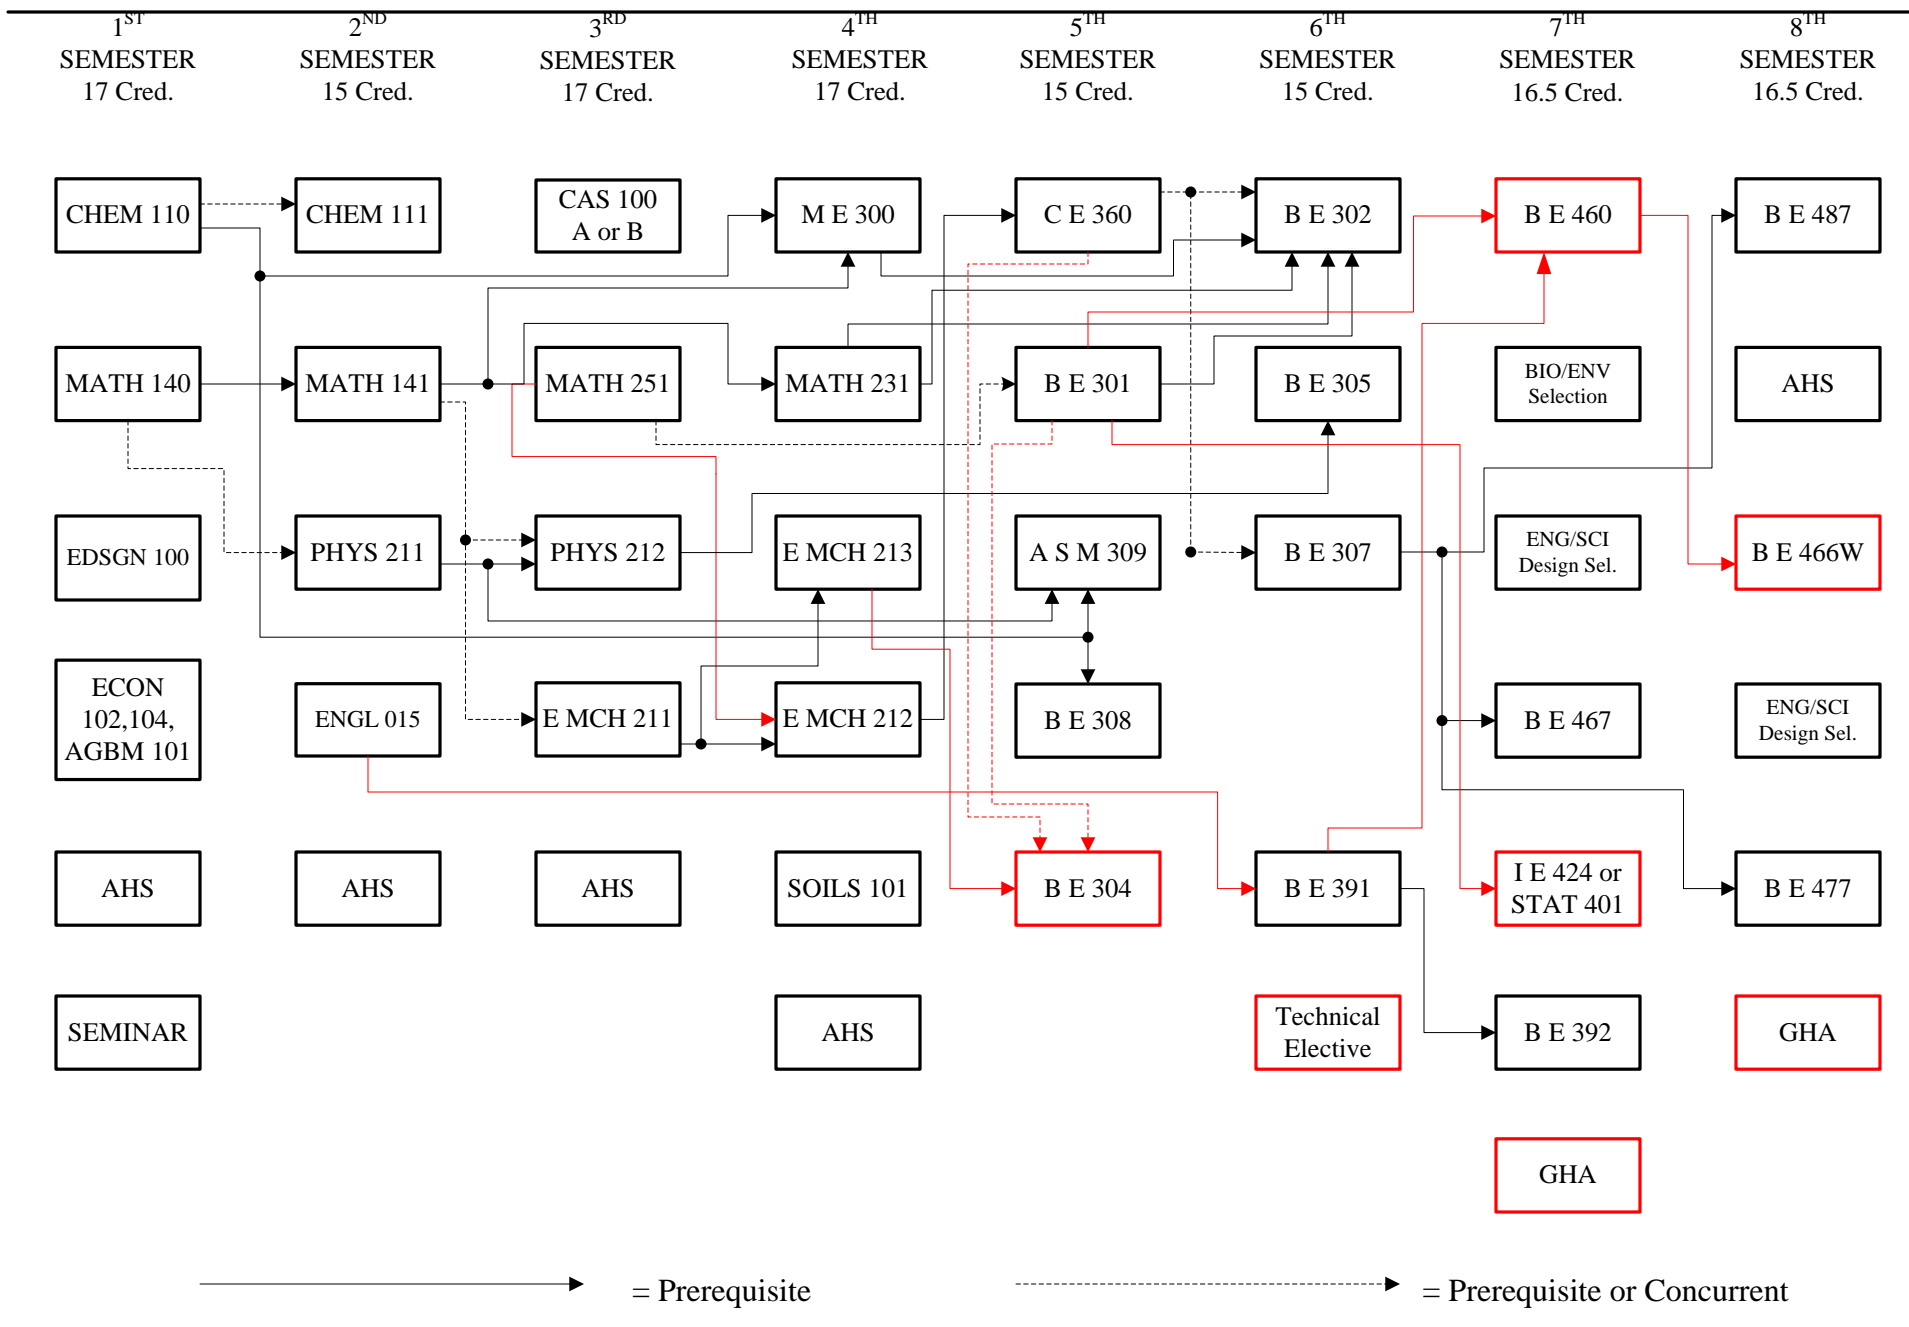 1ST
SEMESTER
17 Cred.
2ND
SEMESTER
15 Cred.
3RD
SEMESTER
17 Cred.
4TH
SEMESTER
17 Cred.
5TH
SEMESTER
15 Cred.
6TH
SEMESTER
15 Cred.
7TH
SEMESTER
16.5 Cred.
8TH
SEMESTER
16.5 Cred.
CHEM 110
CHEM 111
CAS 100
A or B
M E 300
C E 360
B E 302
B E 460
B E 487
MATH 140
MATH 141
MATH 251
MATH 231
B E 301
B E 305
BIO/ENV
Selection
AHS
EDSGN 100
PHYS 211
PHYS 212
E MCH 213
A S M 309
B E 307
ENG/SCI
Design Sel.
B E 466W
ECON
102,104,
AGBM 101
ENGL 015
E MCH 211
E MCH 212
B E 308
B E 467
ENG/SCI
Design Sel.
AHS
AHS
AHS
SOILS 101
B E 304
B E 391
I E 424 or
STAT 401
B E 477
SEMINAR
AHS
Technical
Elective
B E 392
GHA
GHA
= Prerequisite
= Prerequisite or Concurrent